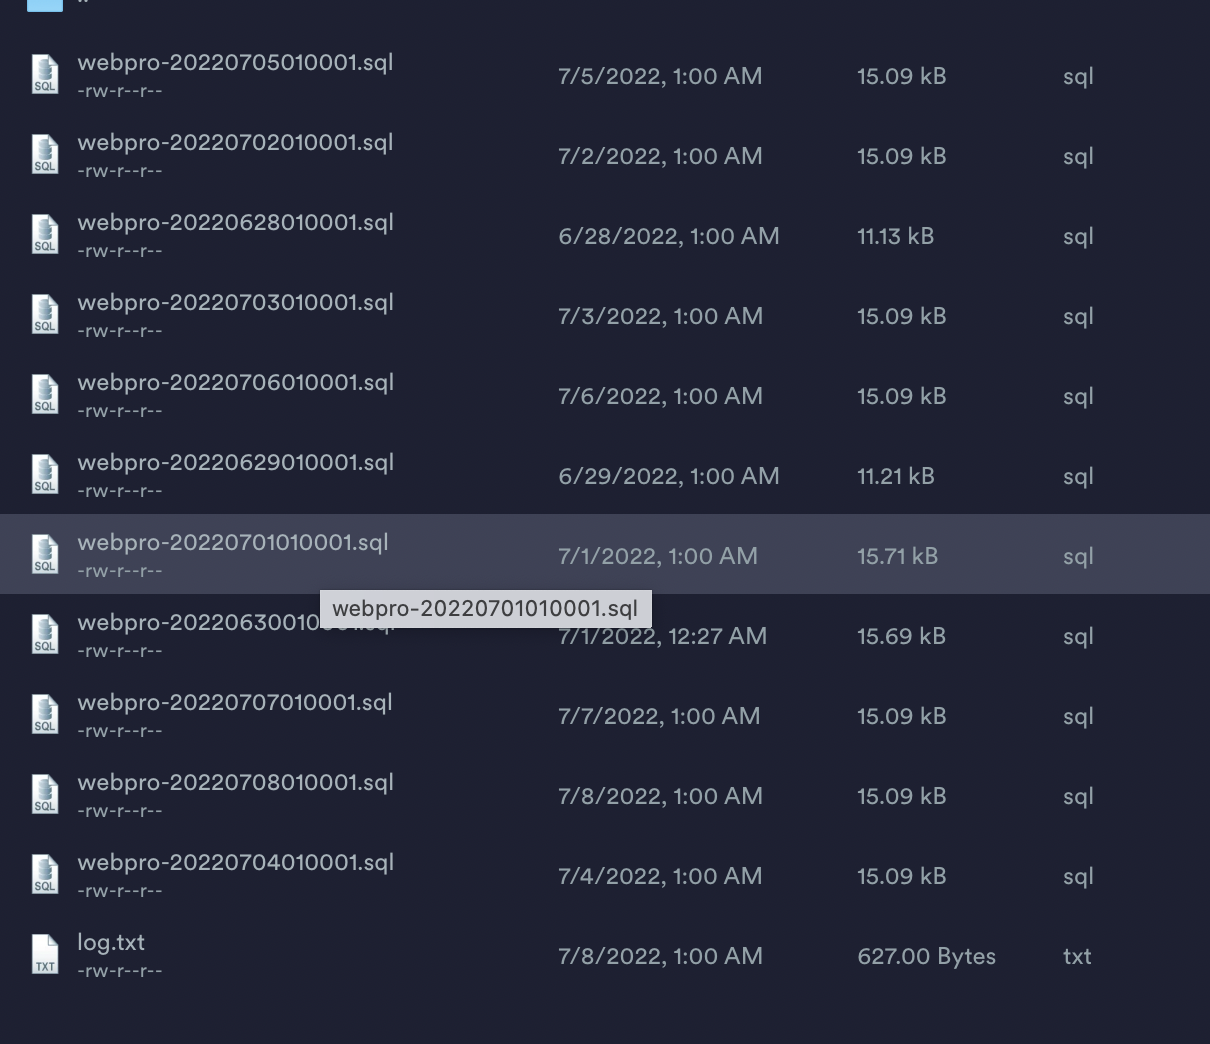 ..
webpro-20220705010001.sql
-rw-r--r--
7/5/2022, 1:00 AM
15.09 kB
sql
SQL
webpro-20220702010001.sql
-rw-r--r--
7/2/2022, 1:00 AM
15.09 kB
sql
SQL
webpro-20220628010001.sql
-rw-r--r--
6/28/2022, 1:00 AM
11.13 kB
sql
SQL
webpro-20220703010001.sql
-rw-r--r--
7/3/2022, 1:00 AM
15.09 kB
sql
SQL
webpro-20220706010001.sql
-rw-r--r--
7/6/2022, 1:00 AM
15.09 kB
sql
SQL
webpro-20220629010001.sql
-rw-r--r--
6/29/2022, 1:00 AM
11.21 kB
sql
SQL
webpro-20220701010001.sql
-rw-r--r--
7/1/2022, 1:00 AM
15.71 kB
sql
SQL
webpro-20220701010001.sql
webpro-20220630010001.sql
-rw-r--r--
7/1/2022, 12:27 AM
15.69 kB
sql
SQL
webpro-20220707010001.sql
-rw-r--r--
7/7/2022, 1:00 AM
15.09 kB
sql
SQL
webpro-20220708010001.sql
-rw-r--r--
7/8/2022, 1:00 AM
15.09 kB
sql
SQL
webpro-20220704010001.sql
-rw-r--r--
7/4/2022, 1:00 AM
15.09 kB
sql
SQL
log.txt
-rw-r--r--
7/8/2022, 1:00 AM
627.00 Bytes
txt
TXT